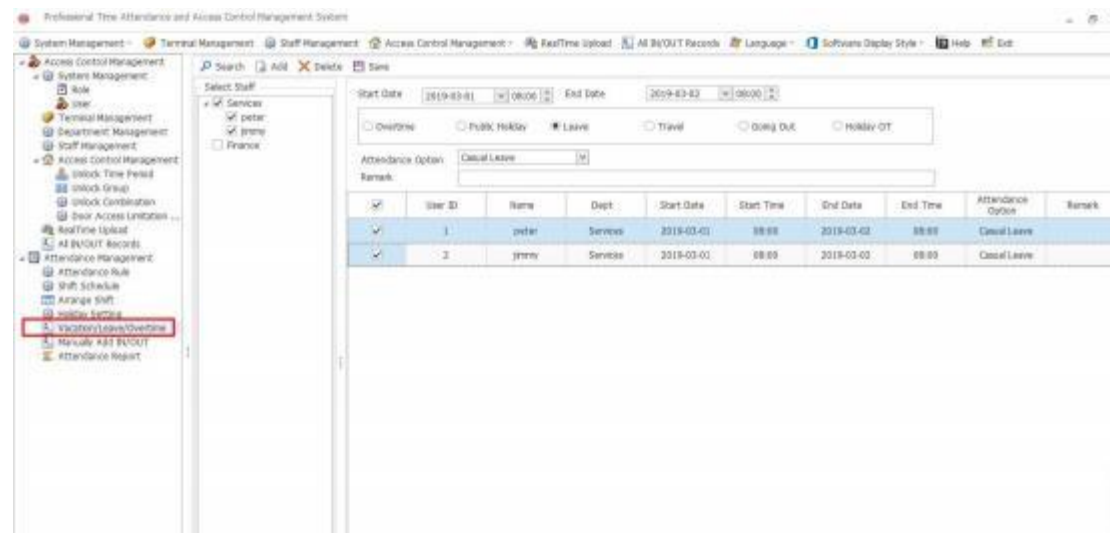 Professional Time Attendance and Access Control Management System
System Management Terminal Management Staff Management Access Control Management RealTime Upload All IN/OUT Records Language Software Display Style Help Exit
Access Control Management
System Management
Role
User
Terminal Management
Department Management
Staff Management
Access Control Management
Unlock Time Period
Unlock Group
Unlock Combination
Door Access Limitation ...
RealTime Upload
All IN/OUT Records
Attendance Management
Attendance Rule
Shift Schedule
Arrange Shift
Holiday Setting
Vacation/Leave/Overtime
Manually Add IN/OUT
Attendance Report
Search Add Delete Save
Select Staff
Services
peter
jimmy
Finance
Start Date 2019-03-01 08:00 End Date 2019-03-02 08:00
Overtime Public Holiday Leave Travel Going Out Holiday OT
Attendance Option Casual Leave
Remark
User ID Name Dept Start Date Start Time End Date End Time Attendance Option Remark
1 peter Services 2019-03-01 08:00 2019-03-02 08:00 Casual Leave
2 jimmy Services 2019-03-01 08:00 2019-03-02 08:00 Casual Leave